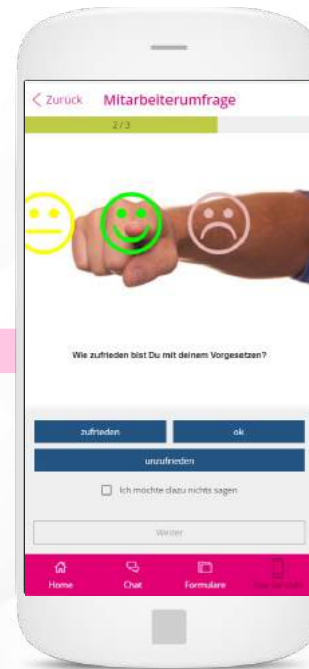 Zurück Mitarbeiterumfrage
2 / 3
Wie zufrieden bist Du mit deinem Vorgesetzen?
zufrieden ok
unzufrieden
Ich möchte dazu nichts sagen
Weiter
Home Chat Formulare